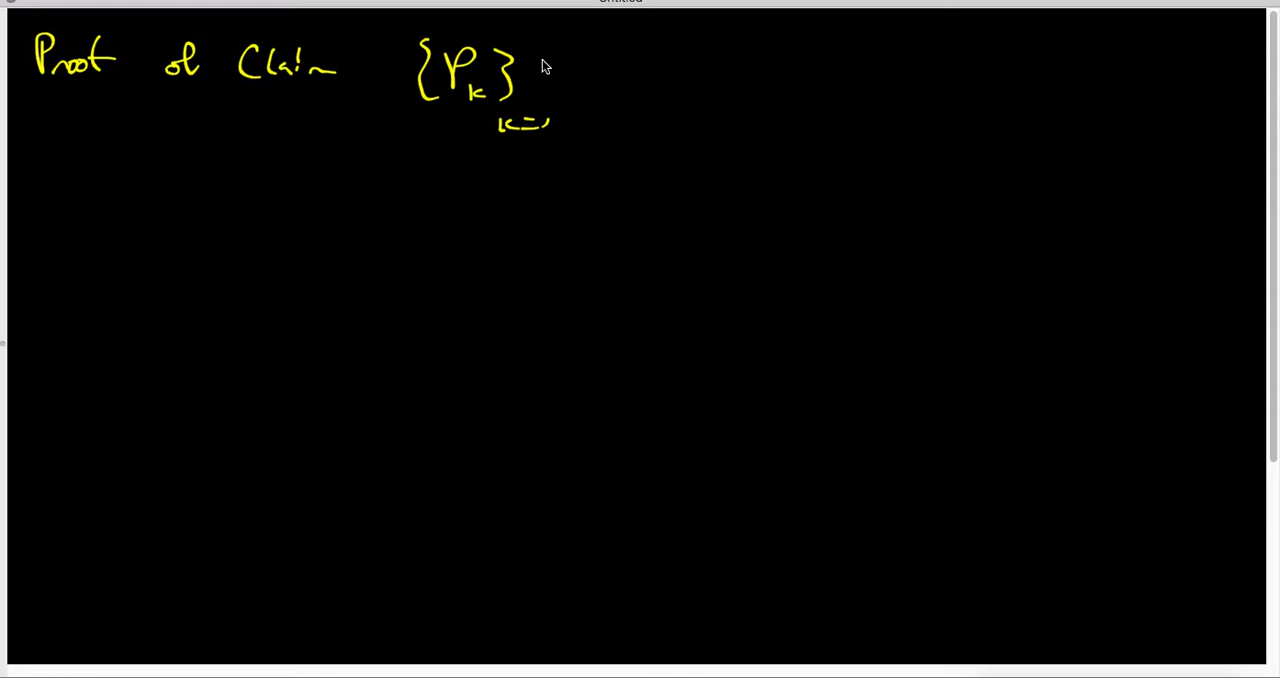 Proof of Claim {φ_k}
k=1